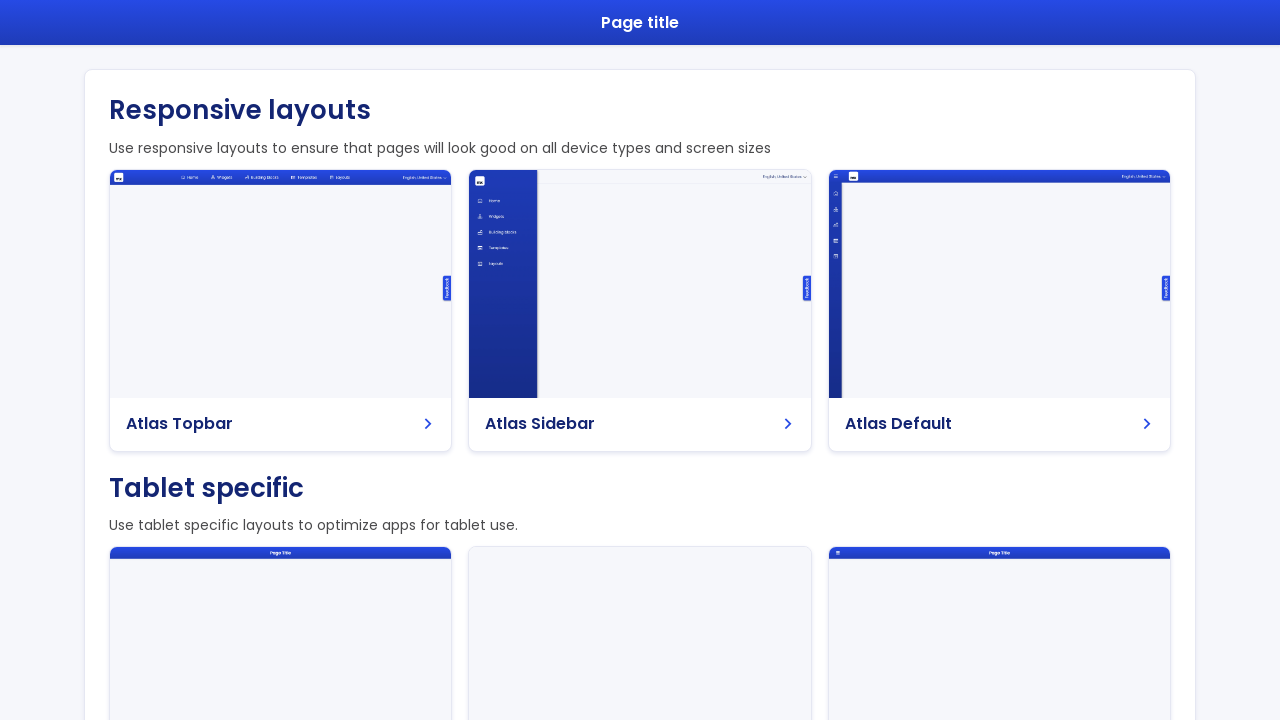 Page title
Responsive layouts
Use responsive layouts to ensure that pages will look good on all device types and screen sizes
Home Widgets Building blocks Templates Layouts English, United States
Feedback
English, United States
Home
Widgets
Building blocks
Templates
Layouts
Feedback
English, United States
Feedback
Atlas Topbar
Atlas Sidebar
Atlas Default
Tablet specific
Use tablet specific layouts to optimize apps for tablet use.
Page Title
Page Title